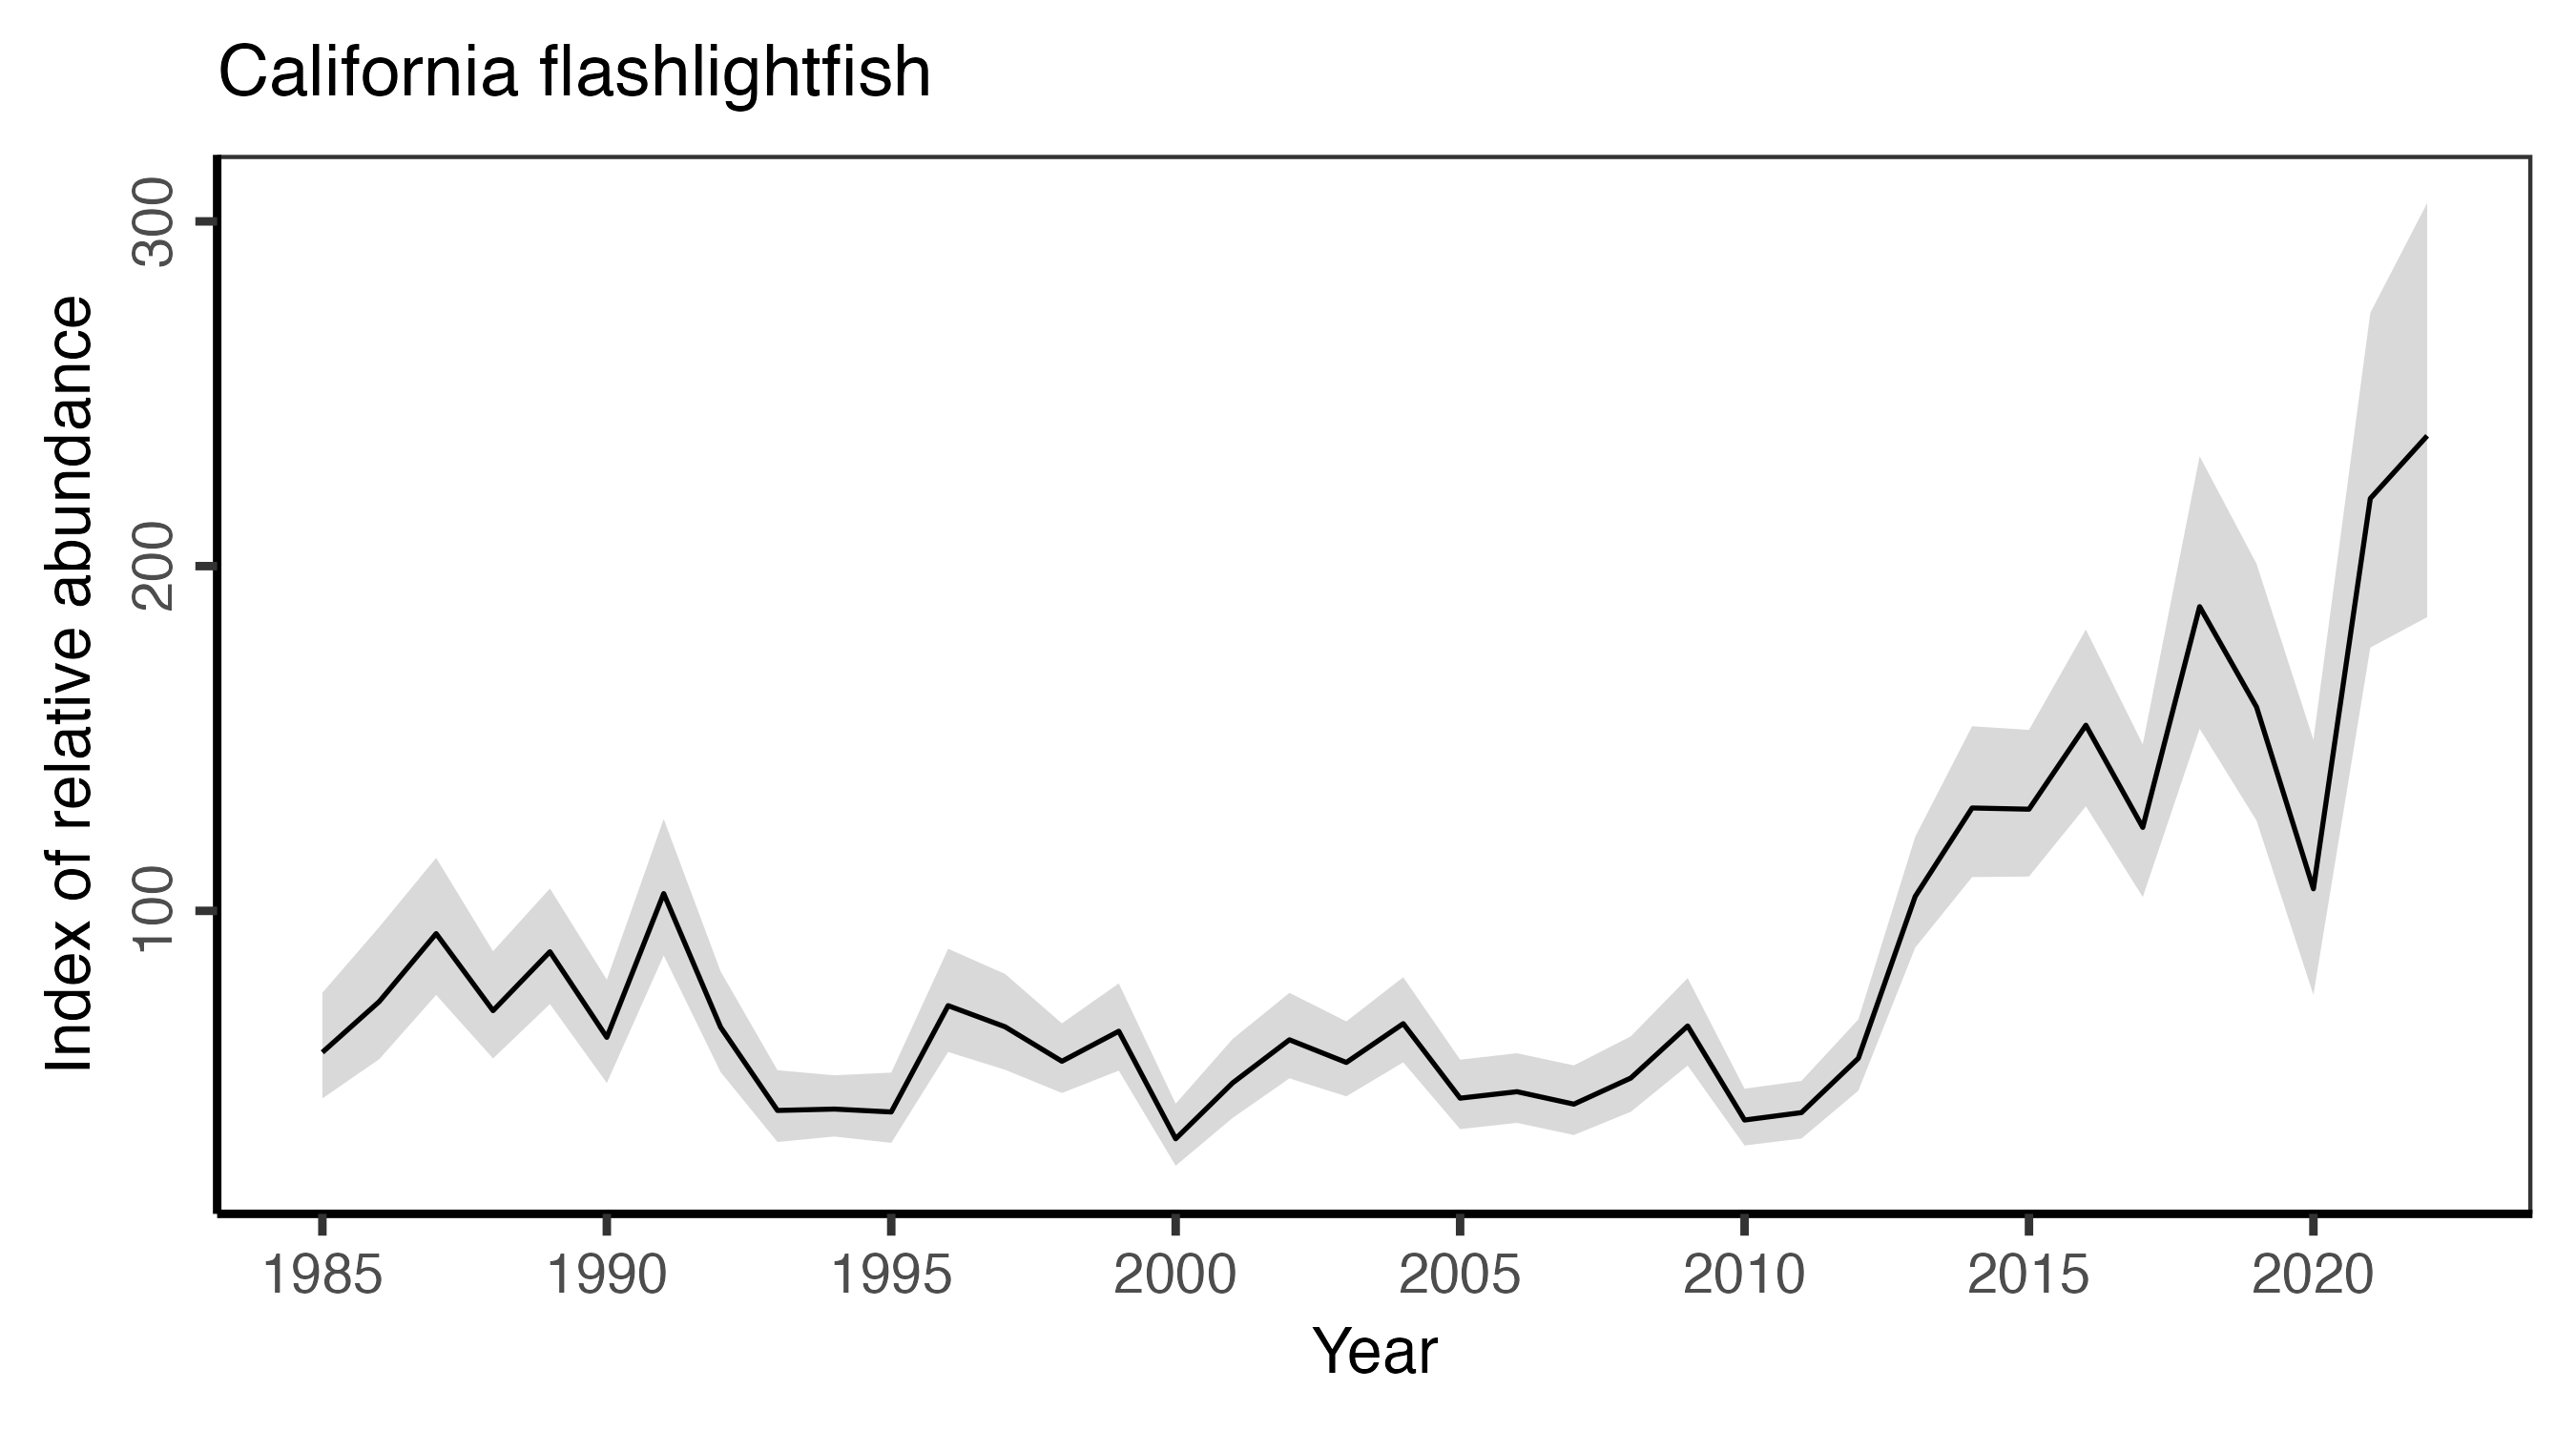 California flashlightfish
Index of relative abundance
300
200
100
1985 1990 1995 2000 2005 2010 2015 2020
Year